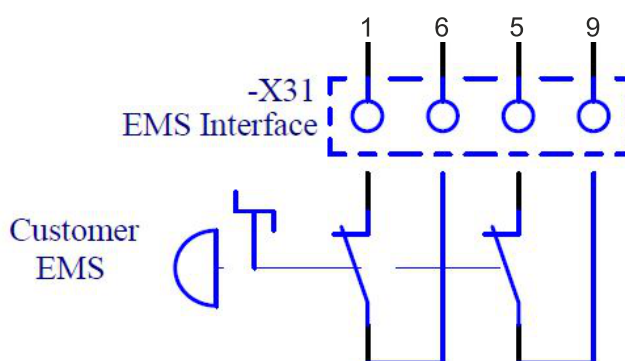 1 6 5 9
-X31
EMS Interface
Customer
EMS